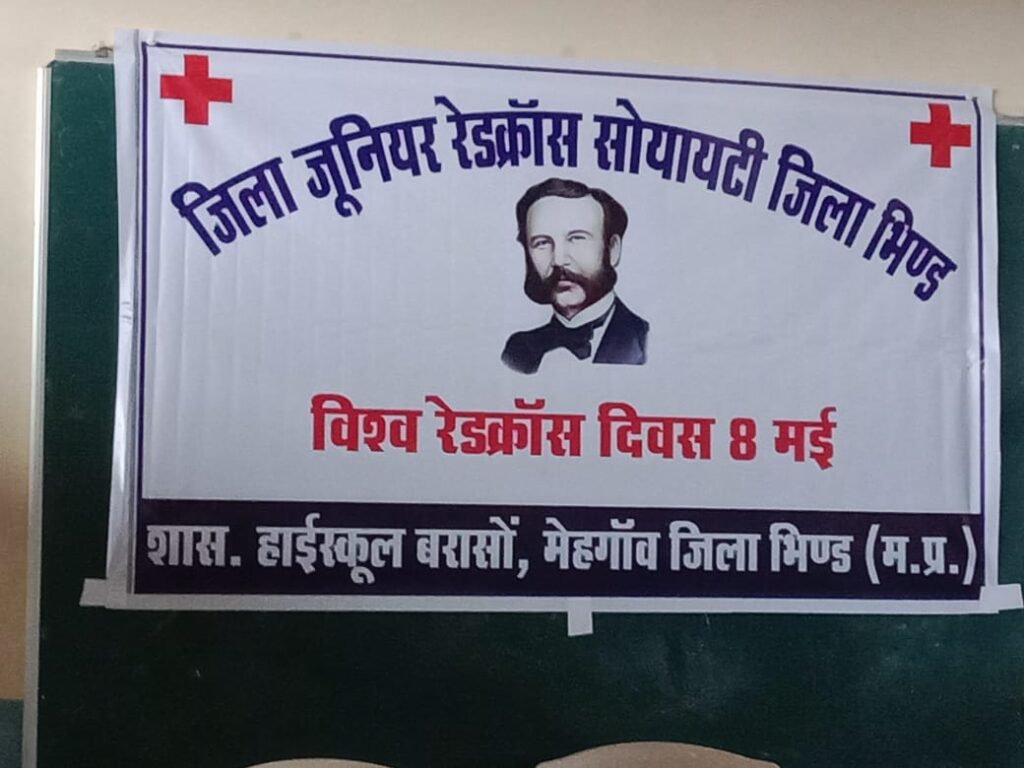 जिला जूनियर रेडक्रॉस सोयायटी जिला भिण्ड
विश्व रेडक्रॉस दिवस 8 मई
शास. हाईस्कूल बरासों, मेहगॉव जिला भिण्ड (म.प्र.)